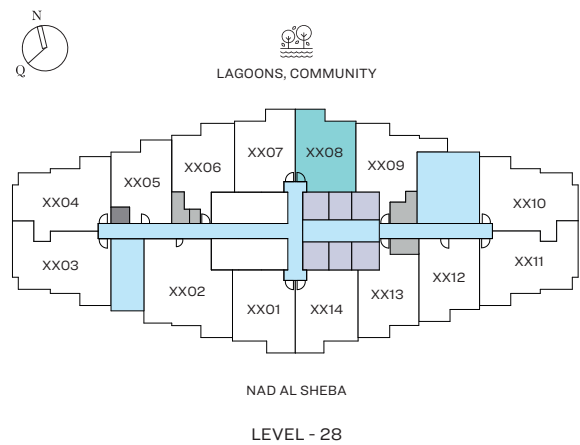 N
Q
LAGOONS, COMMUNITY
XX07
XX08
XX06
XX09
XX05
XX04
XX10
XX03
XX11
XX02
XX12
XX13
XX01
XX14
NAD AL SHEBA
LEVEL - 28